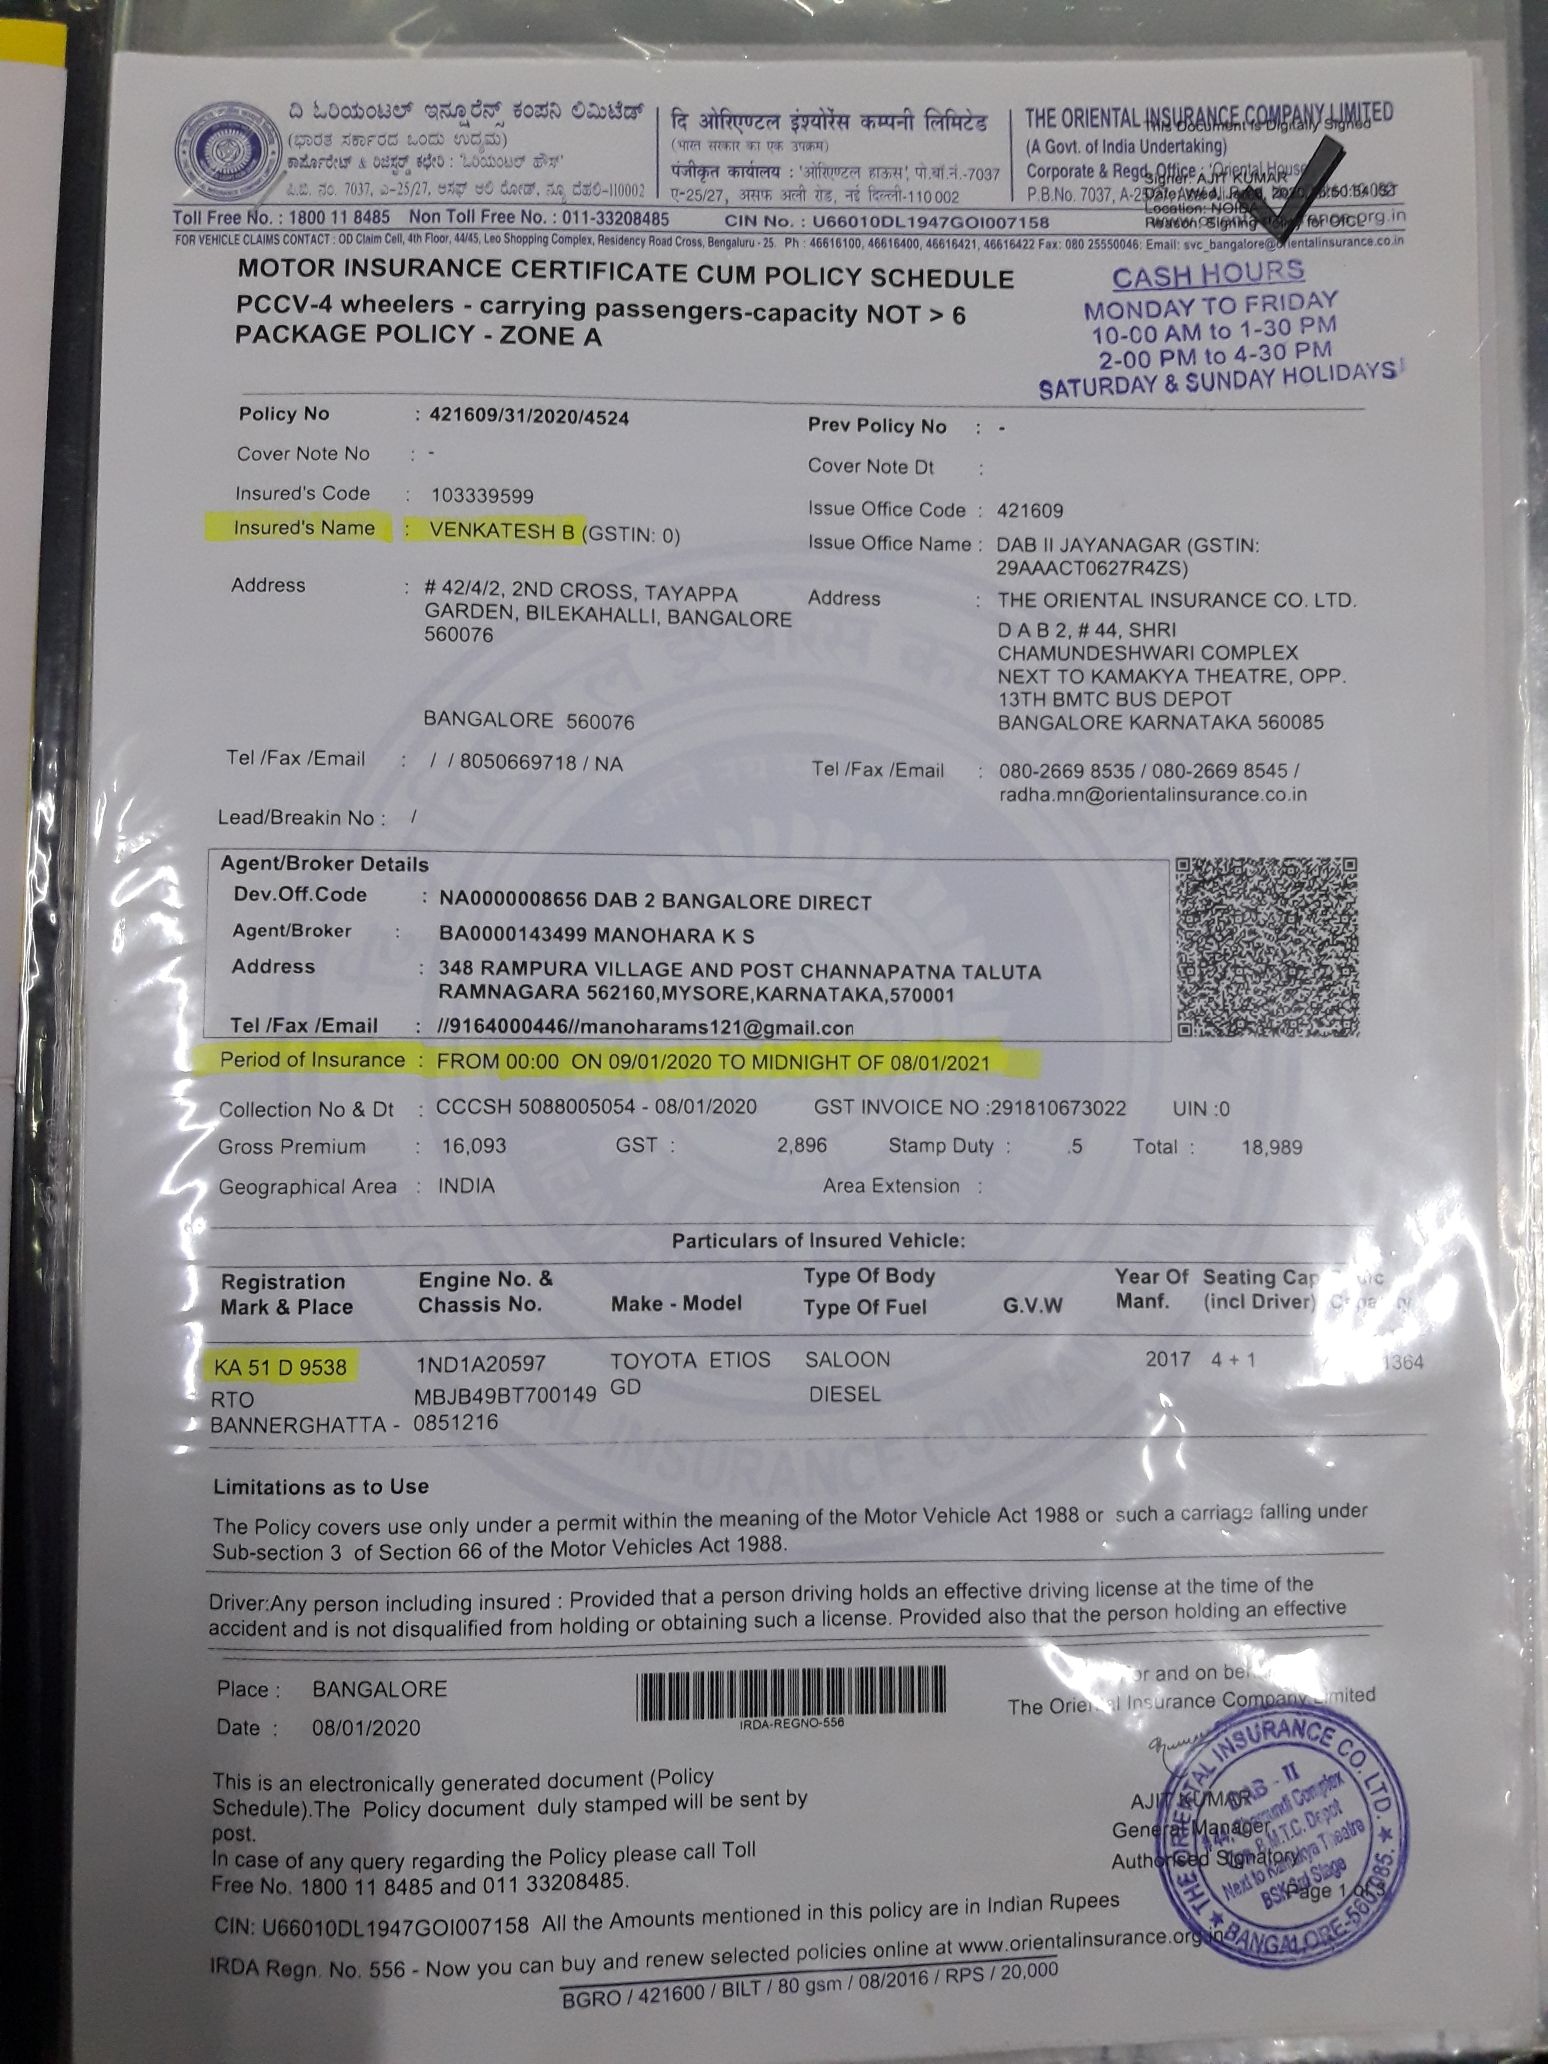 ದಿ ಓರಿಯಂಟಲ್ ಇನ್ಶೂರೆನ್ಸ್ ಕಂಪನಿ ಲಿಮಿಟೆಡ್
(ಭಾರತ ಸರ್ಕಾರದ ಒಂದು ಉದ್ಯಮ)
ಕಾರ್ಪೊರೇಟ್ & ರಿಜಿಸ್ಟರ್ಡ್ ಕಛೇರಿ : 'ಓರಿಯಂಟಲ್ ಹೌಸ್'
ಪಿ.ಬಿ. ನಂ. 7037, ಎ-25/27, ಆಸಫ್ ಆಲಿ ರೋಡ್, ನ್ಯೂ ದೆಹಲಿ-110002
दि ओरिएण्टल इंश्योरेंस कम्पनी लिमिटेड
(भारत सरकार का एक उपक्रम)
पंजीकृत कार्यालय : 'ओरिएण्टल हाऊस', पो.बॉ.नं.-7037
ए-25/27, असफ अली रोड, नई दिल्ली-110 002
THE ORIENTAL INSURANCE COMPANY LIMITED
This Document is Digitally Signed
(A Govt. of India Undertaking)
Corporate & Regd. Office : 'Oriental House
Signer: AJIT KUMAR
P.B.No. 7037, A-25/27,
Location: NOIDA
Reason: Signing Policy for OICL
Toll Free No. : 1800 11 8485 Non Toll Free No. : 011-33208485 CIN No. : U66010DL1947GOI007158
FOR VEHICLE CLAIMS CONTACT : OD Claim Cell, 4th Floor, 44/45, Leo Shopping Complex, Residency Road Cross, Bengaluru - 25. Ph : 46616100, 46616400, 46616421, 46616422 Fax: 080 25550046; Email: svc_bangalore@orientalinsurance.co.in
MOTOR INSURANCE CERTIFICATE CUM POLICY SCHEDULE
PCCV-4 wheelers - carrying passengers-capacity NOT > 6
PACKAGE POLICY - ZONE A
CASH HOURS
MONDAY TO FRIDAY
10-00 AM to 1-30 PM
2-00 PM to 4-30 PM
SATURDAY & SUNDAY HOLIDAYS
Policy No : 421609/31/2020/4524 Prev Policy No : -
Cover Note No : - Cover Note Dt :
Insured's Code : 103339599 Issue Office Code : 421609
Insured's Name : VENKATESH B (GSTIN: 0) Issue Office Name : DAB II JAYANAGAR (GSTIN:
29AAACT0627R4ZS)
Address : # 42/4/2, 2ND CROSS, TAYAPPA Address : THE ORIENTAL INSURANCE CO. LTD.
GARDEN, BILEKAHALLI, BANGALORE D A B 2, # 44, SHRI
560076 CHAMUNDESHWARI COMPLEX
NEXT TO KAMAKYA THEATRE, OPP.
13TH BMTC BUS DEPOT
BANGALORE 560076 BANGALORE KARNATAKA 560085
Tel /Fax /Email : / / 8050669718 / NA Tel /Fax /Email : 080-2669 8535 / 080-2669 8545 /
radha.mn@orientalinsurance.co.in
Lead/Breakin No : /
Agent/Broker Details
Dev.Off.Code : NA0000008656 DAB 2 BANGALORE DIRECT
Agent/Broker : BA0000143499 MANOHARA K S
Address : 348 RAMPURA VILLAGE AND POST CHANNAPATNA TALUTA
RAMNAGARA 562160,MYSORE,KARNATAKA,570001
Tel /Fax /Email : //9164000446//manoharams121@gmail.con
Period of Insurance : FROM 00:00 ON 09/01/2020 TO MIDNIGHT OF 08/01/2021
Collection No & Dt : CCCSH 5088005054 - 08/01/2020 GST INVOICE NO :291810673022 UIN :0
Gross Premium : 16,093 GST : 2,896 Stamp Duty : .5 Total : 18,989
Geographical Area : INDIA Area Extension :
Particulars of Insured Vehicle:
Registration Engine No. & Type Of Body Year Of Seating Cap
Mark & Place Chassis No. Make - Model Type Of Fuel G.V.W Manf. (incl Driver)
KA 51 D 9538 1ND1A20597 TOYOTA ETIOS SALOON 2017 4 + 1 1364
RTO MBJB49BT700149 GD DIESEL
BANNERGHATTA - 0851216
Limitations as to Use
The Policy covers use only under a permit within the meaning of the Motor Vehicle Act 1988 or such a carriage falling under
Sub-section 3 of Section 66 of the Motor Vehicles Act 1988.
Driver:Any person including insured : Provided that a person driving holds an effective driving license at the time of the
accident and is not disqualified from holding or obtaining such a license. Provided also that the person holding an effective
Place : BANGALORE
Date : 08/01/2020
IRDA-REGNO-556
or and on
The Oriental Insurance Company Limited
This is an electronically generated document (Policy
Schedule).The Policy document duly stamped will be sent by
post.
In case of any query regarding the Policy please call Toll
Free No. 1800 11 8485 and 011 33208485.
AJIT KUMAR
General Manager
Authorised Signatory
Page 1 of 3
THE ORIENTAL INSURANCE CO. LTD. ★ BANGALORE-560085. ★
DAB - II
# 44, Chamundi Complex
Opp. B.M.T.C. Depot
Next to Kamakya Theatre
BSK 3rd Stage
CIN: U66010DL1947GOI007158 All the Amounts mentioned in this policy are in Indian Rupees
IRDA Regn. No. 556 - Now you can buy and renew selected policies online at www.orientalinsurance.org.in
BGRO / 421600 / BILT / 80 gsm / 08/2016 / RPS / 20,000